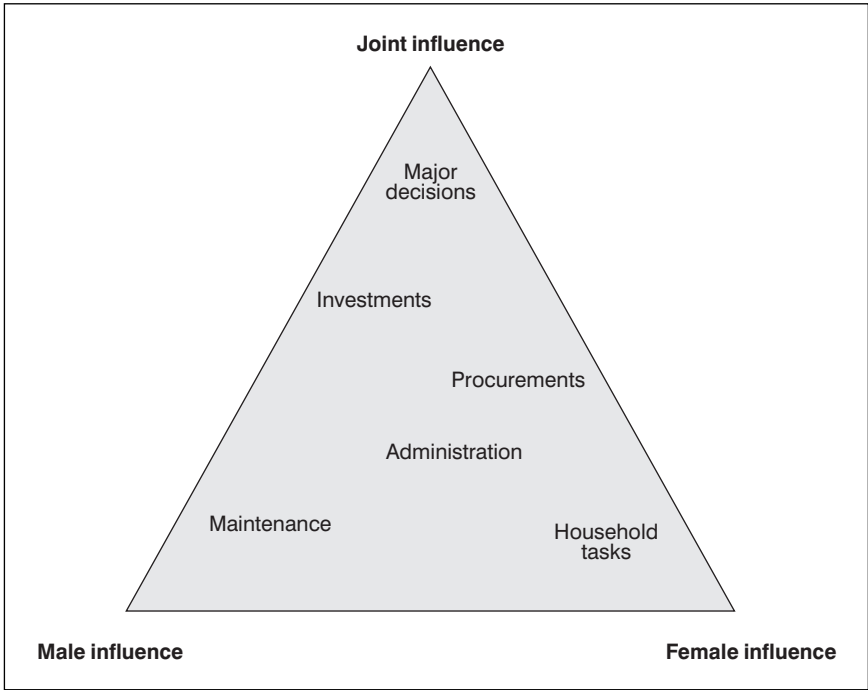 Joint influence
Major
decisions
Investments
Procurements
Administration
Maintenance
Household
tasks
Male influence
Female influence